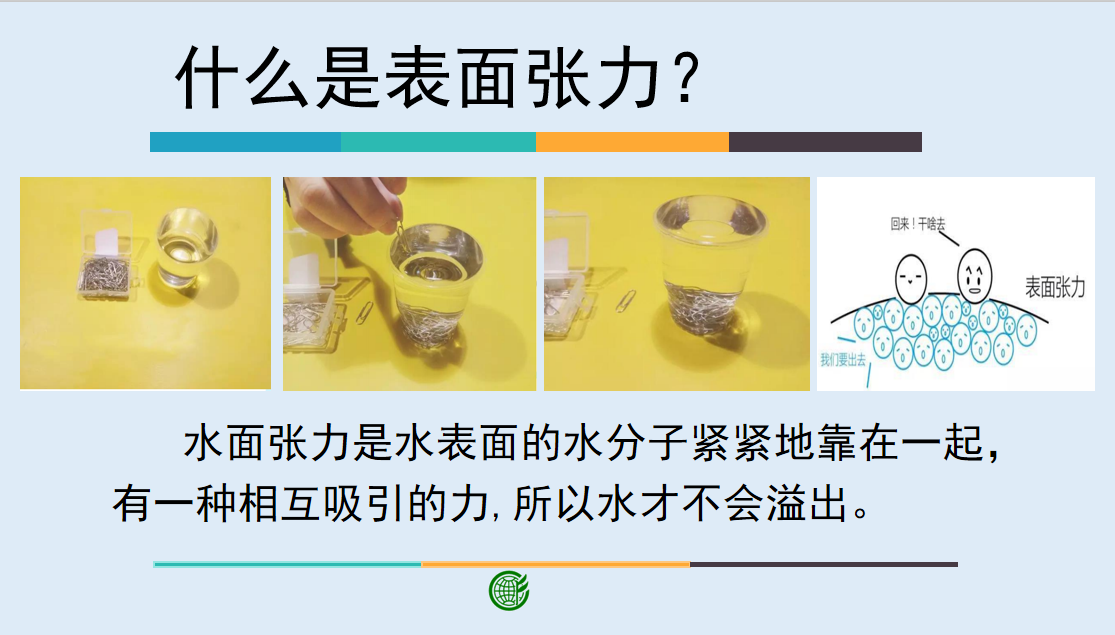 什么是表面张力？
回来！干啥去
表面张力
我们要出去
水面张力是水表面的水分子紧紧地靠在一起，
有一种相互吸引的力,所以水才不会溢出。